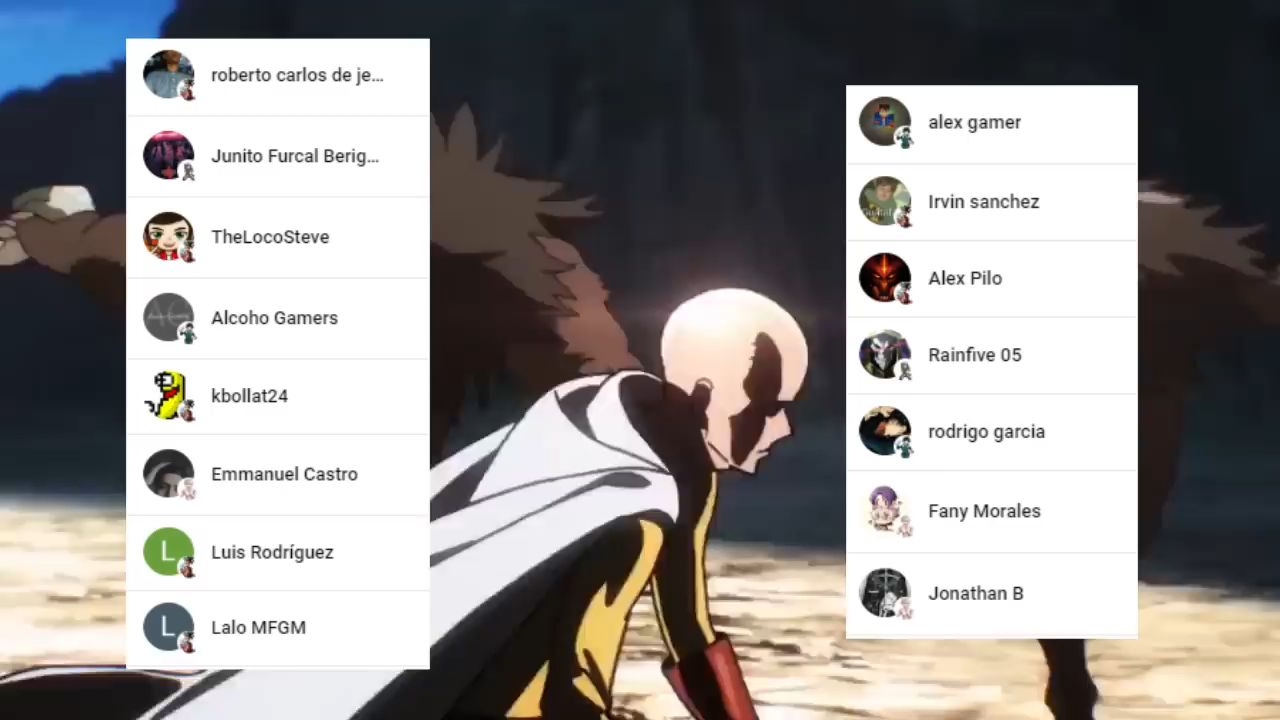 roberto carlos de je...
Junito Furcal Berig...
TheLocoSteve
Alcoho Gamers
kbollat24
Emmanuel Castro
L
Luis Rodríguez
L
Lalo MFGM
alex gamer
Irvin sanchez
Alex Pilo
Rainfive 05
rodrigo garcia
Fany Morales
Jonathan B